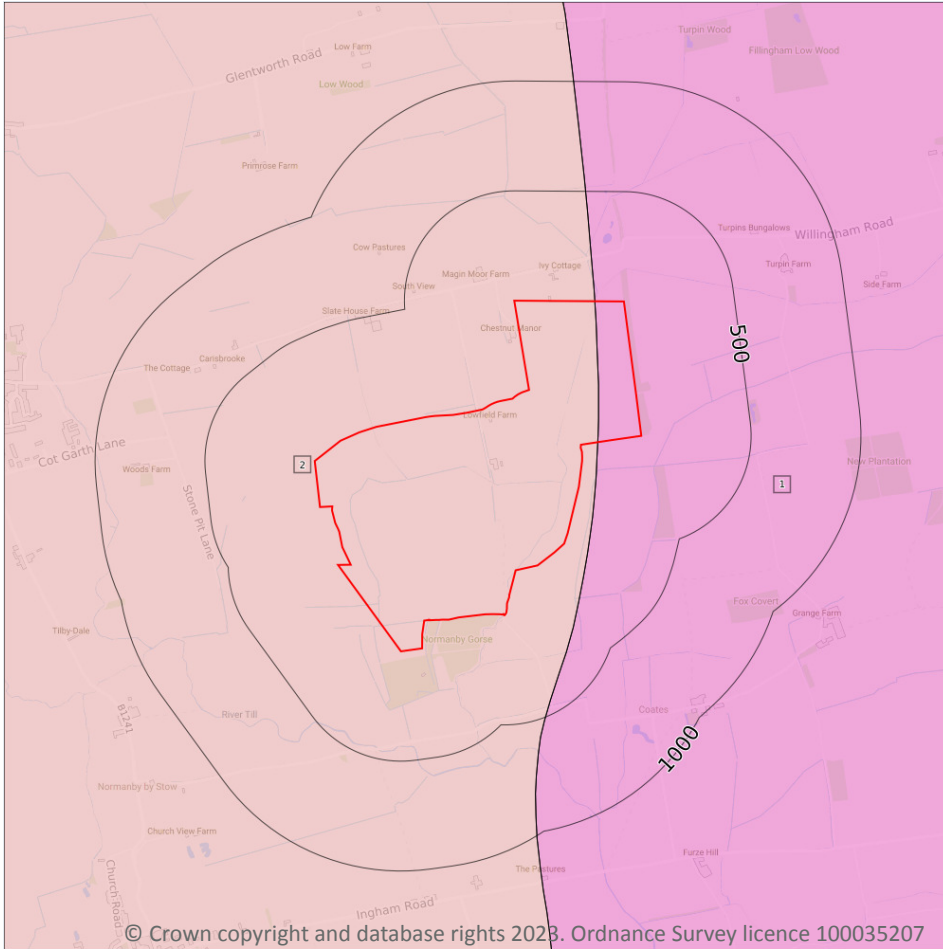 Turpin Wood
Low Farm
Fillingham Low Wood
Glentworth Road
Low Wood
Primrose Farm
Turpins Bungalows
Willingham Road
Cow Pastures
Ivy Cottage
Turpin Farm
Magin Moor Farm
South View
Side Farm
Slate House Farm
Chestnut Manor
500
Carisbrooke
The Cottage
Lowfield Farm
Cot Garth Lane
2
Woods Farm
New Plantation
1
Stone Pit Lane
Fox Covert
Grange Farm
Tilby Dale
Normanby Gorse
River Till
Coates
B1241
1000
Normanby by Stow
Church View Farm
Furze Hill
The Pastures
Church Road
Ingham Road
© Crown copyright and database rights 2023. Ordnance Survey licence 100035207